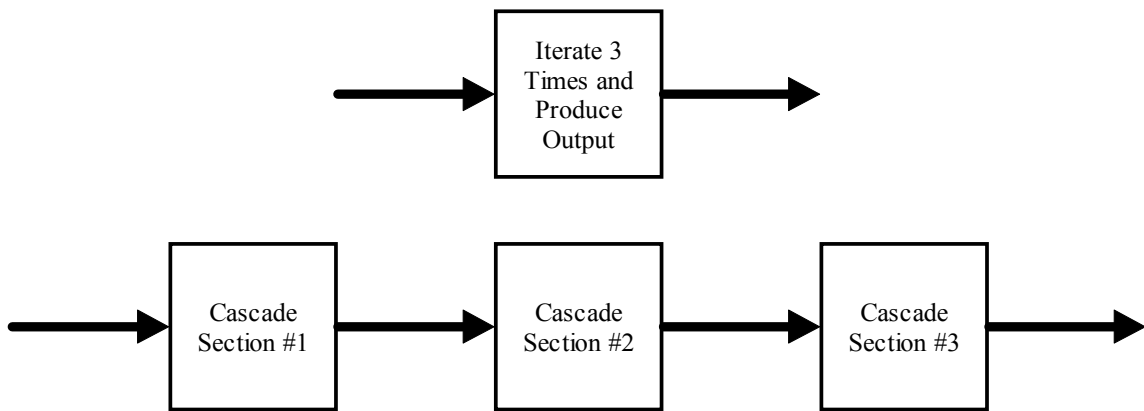 Iterate 3
Times and
Produce
Output
Cascade
Section #1
Cascade
Section #2
Cascade
Section #3